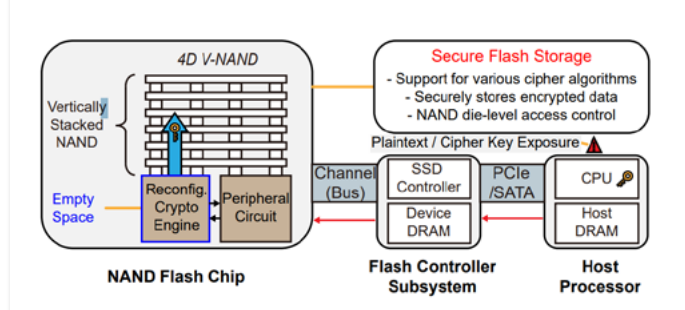 4D V-NAND
Vertically
Stacked
NAND
Empty
Space
Reconfig.
Crypto
Engine
Peripheral
Circuit
NAND Flash Chip
Secure Flash Storage
- Support for various cipher algorithms
- Securely stores encrypted data
- NAND die-level access control
Plaintext / Cipher Key Exposure
Channel
(Bus)
SSD
Controller
Device
DRAM
PCIe
/SATA
CPU
Host
DRAM
Flash Controller
Subsystem
Host
Processor